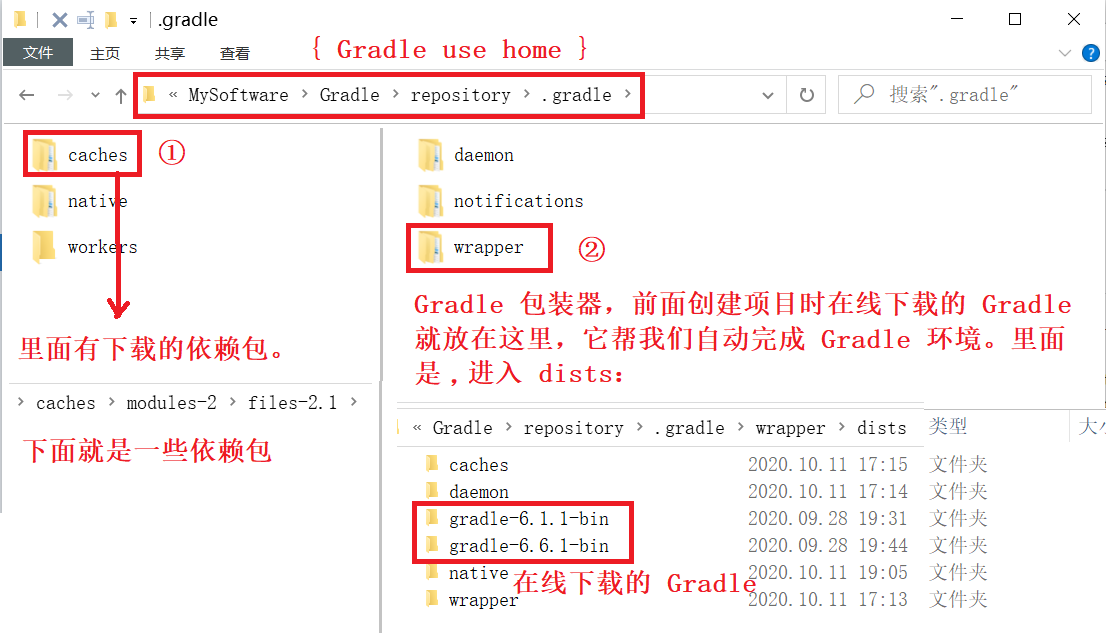 .gradle
文件 主页 共享 查看
{ Gradle use home }
« MySoftware > Gradle > repository > .gradle >
搜索".gradle"
caches ①
native
workers
里面有下载的依赖包。
> caches > modules-2 > files-2.1 >
下面就是一些依赖包
daemon
notifications
wrapper ②
Gradle 包装器，前面创建项目时在线下载的 Gradle
就放在这里，它帮我们自动完成 Gradle 环境。里面
是，进入 dists：
« Gradle > repository > .gradle > wrapper > dists 类型 大小
caches 2020.10.11 17:15 文件夹
daemon 2020.10.11 17:14 文件夹
gradle-6.1.1-bin 2020.09.28 19:31 文件夹
gradle-6.6.1-bin 2020.09.28 19:44 文件夹
native 2020.10.11 19:05 文件夹
在线下载的 Gradle
wrapper 2020.10.11 17:13 文件夹